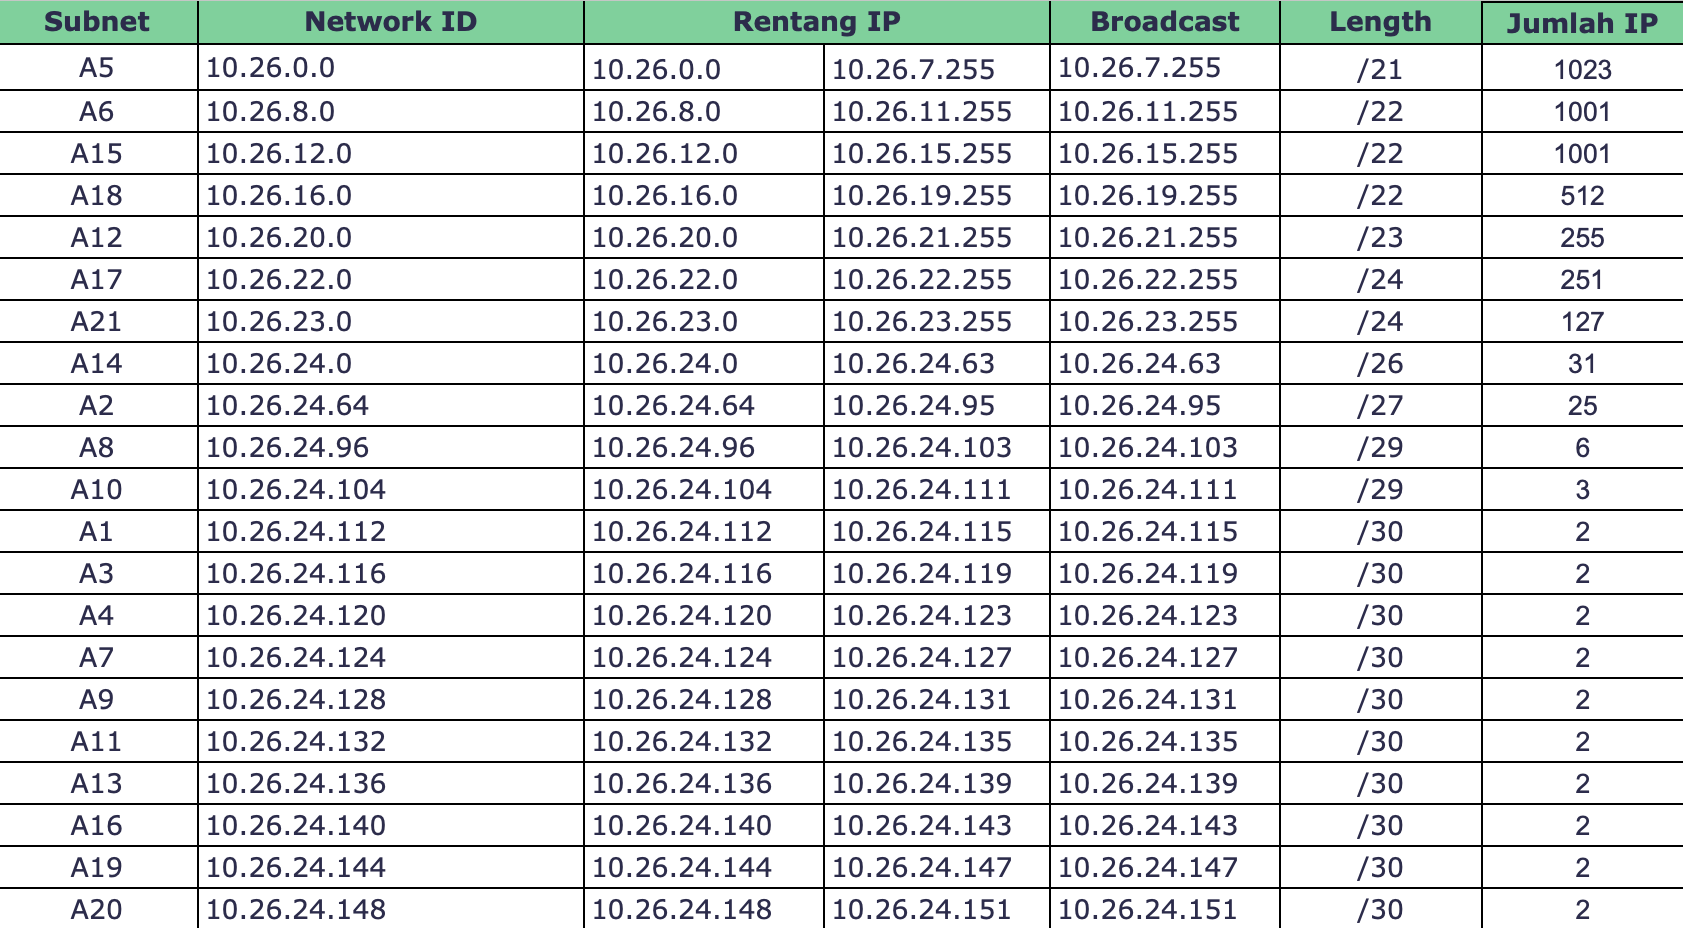 Subnet Network ID Rentang IP Broadcast Length Jumlah IP
A5 10.26.0.0 10.26.0.0 10.26.7.255 10.26.7.255 /21 1023
A6 10.26.8.0 10.26.8.0 10.26.11.255 10.26.11.255 /22 1001
A15 10.26.12.0 10.26.12.0 10.26.15.255 10.26.15.255 /22 1001
A18 10.26.16.0 10.26.16.0 10.26.19.255 10.26.19.255 /22 512
A12 10.26.20.0 10.26.20.0 10.26.21.255 10.26.21.255 /23 255
A17 10.26.22.0 10.26.22.0 10.26.22.255 10.26.22.255 /24 251
A21 10.26.23.0 10.26.23.0 10.26.23.255 10.26.23.255 /24 127
A14 10.26.24.0 10.26.24.0 10.26.24.63 10.26.24.63 /26 31
A2 10.26.24.64 10.26.24.64 10.26.24.95 10.26.24.95 /27 25
A8 10.26.24.96 10.26.24.96 10.26.24.103 10.26.24.103 /29 6
A10 10.26.24.104 10.26.24.104 10.26.24.111 10.26.24.111 /29 3
A1 10.26.24.112 10.26.24.112 10.26.24.115 10.26.24.115 /30 2
A3 10.26.24.116 10.26.24.116 10.26.24.119 10.26.24.119 /30 2
A4 10.26.24.120 10.26.24.120 10.26.24.123 10.26.24.123 /30 2
A7 10.26.24.124 10.26.24.124 10.26.24.127 10.26.24.127 /30 2
A9 10.26.24.128 10.26.24.128 10.26.24.131 10.26.24.131 /30 2
A11 10.26.24.132 10.26.24.132 10.26.24.135 10.26.24.135 /30 2
A13 10.26.24.136 10.26.24.136 10.26.24.139 10.26.24.139 /30 2
A16 10.26.24.140 10.26.24.140 10.26.24.143 10.26.24.143 /30 2
A19 10.26.24.144 10.26.24.144 10.26.24.147 10.26.24.147 /30 2
A20 10.26.24.148 10.26.24.148 10.26.24.151 10.26.24.151 /30 2